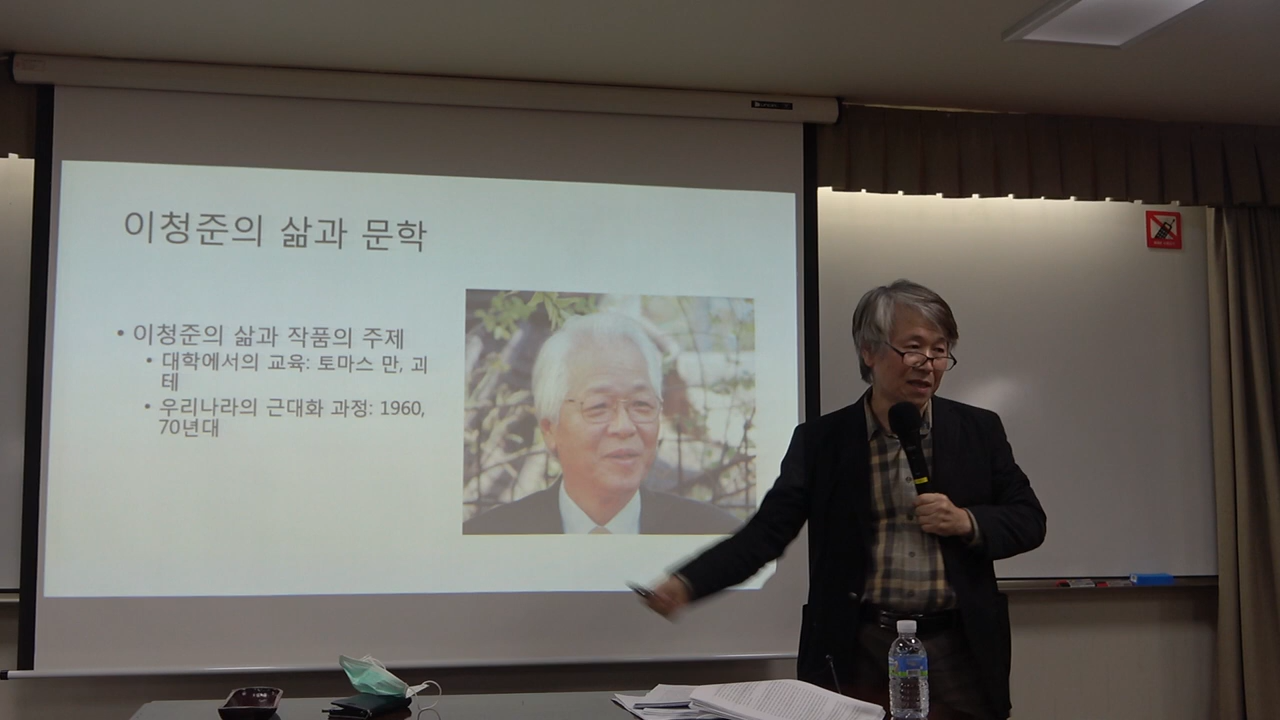 이청준의 삶과 문학
• 이청준의 삶과 작품의 주제
• 대학에서의 교육: 토마스 만, 괴
테
• 우리나라의 근대화 과정: 1960,
70년대